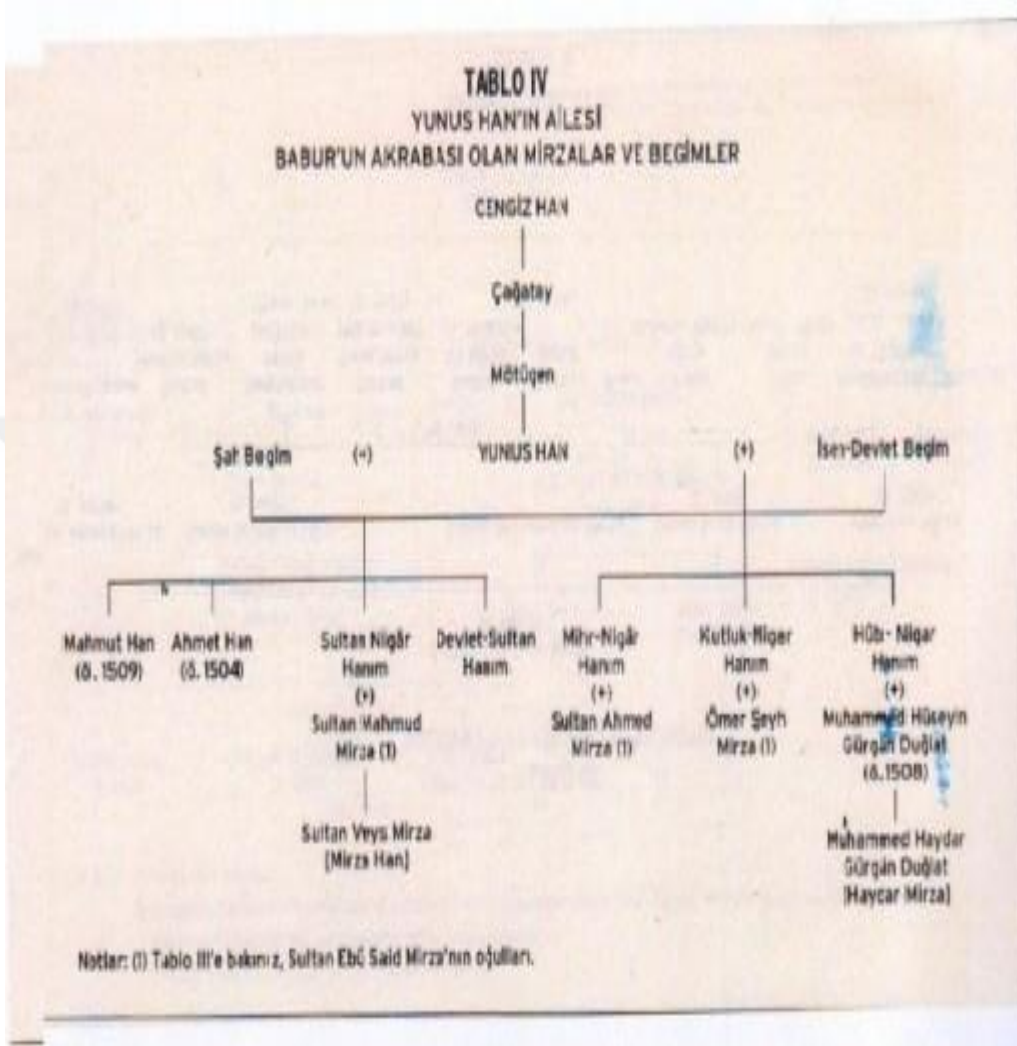 TABLO IV
YUNUS HAN'IN AİLESİ
BABUR'UN AKRABASI OLAN MİRZALAR VE BEGİMLER
CENGİZ HAN
Çağatay
Mötügen
Şah Begim (+) YUNUS HAN (+) İsen-Devlet Begim
Mahmut Han
(ö. 1509)
Ahmet Han
(ö. 1504)
Sultan Nigâr
Hanım
(+)
Sultan Mahmud
Mirza (1)
Sultan Veys Mirza
[Mirza Han]
Devlet-Sultan
Hanım
Mihr-Nigâr
Hanım
(+)
Sultan Ahmed
Mirza (1)
Kutluk-Nigar
Hanım
(+)
Ömer Şeyh
Mirza (1)
Hûb- Nigar
Hanım
(+)
Muhammed Hüseyin
Gürgân Duğlat
(ö. 1508)
Muhammed Haydar
Gürgân Duğlat
[Haydar Mirza]
Notlar: (1) Tablo III'e bakınız, Sultan Ebû Said Mirza'nın oğulları.